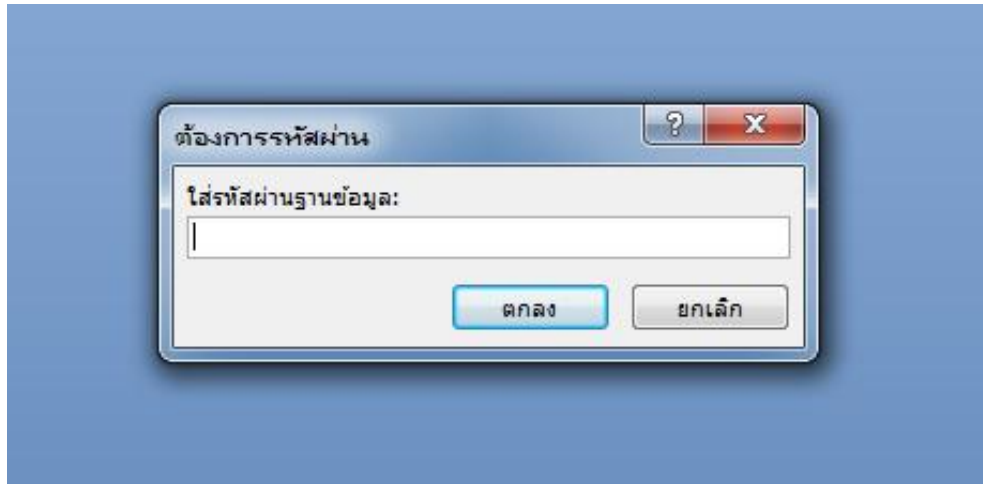 ต้องการรหัสผ่าน
ใส่รหัสผ่านฐานข้อมูล:
ตกลง ยกเลิก